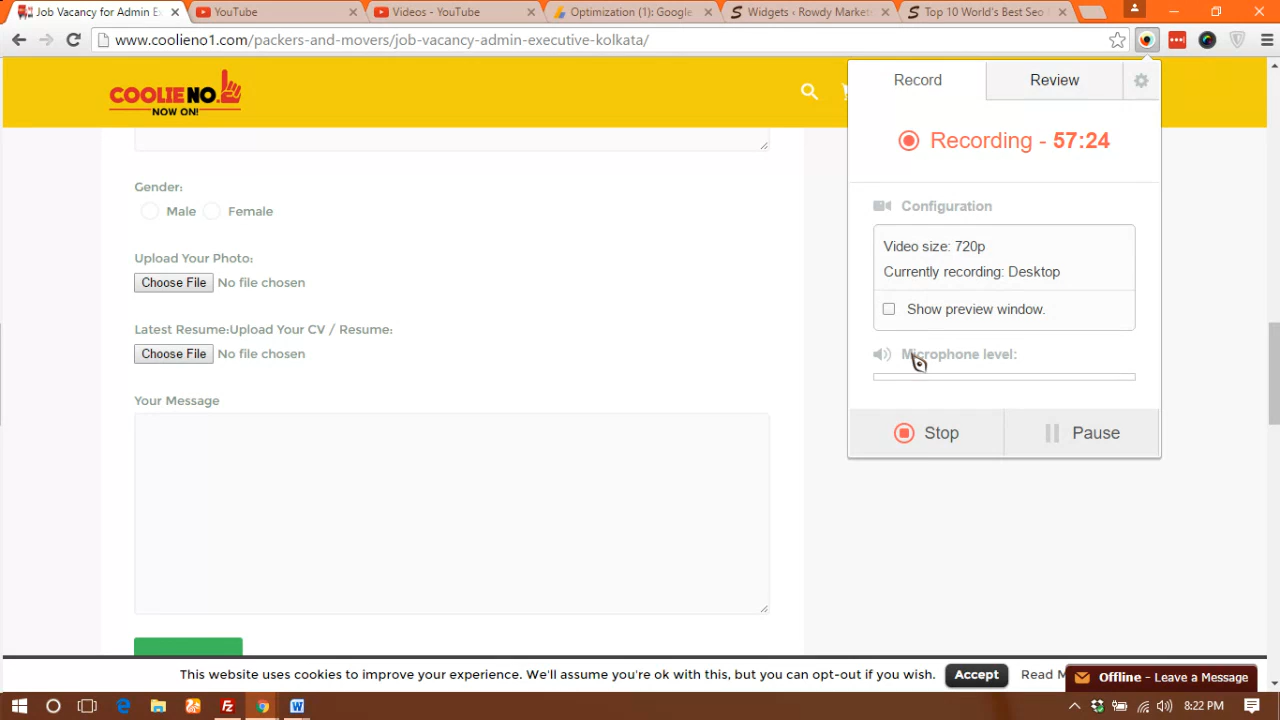 Job Vacancy for Admin E
YouTube
Videos - YouTube
Optimization (1): Google
Widgets ‹ Rowdy Market
Top 10 World's Best Seo
www.coolieno1.com/packers-and-movers/job-vacancy-admin-executive-kolkata/
COOLIE NO.
NOW ON!
Record
Review
Recording - 57:24
Configuration
Video size: 720p
Currently recording: Desktop
Show preview window.
Microphone level:
Stop
Pause
Gender:
Male
Female
Upload Your Photo:
Choose File No file chosen
Latest Resume:Upload Your CV / Resume:
Choose File No file chosen
Your Message
This website uses cookies to improve your experience. We'll assume you're ok with this, but you can opt-out if you wish.
Accept
Read M
Offline - Leave a Message
8:22 PM